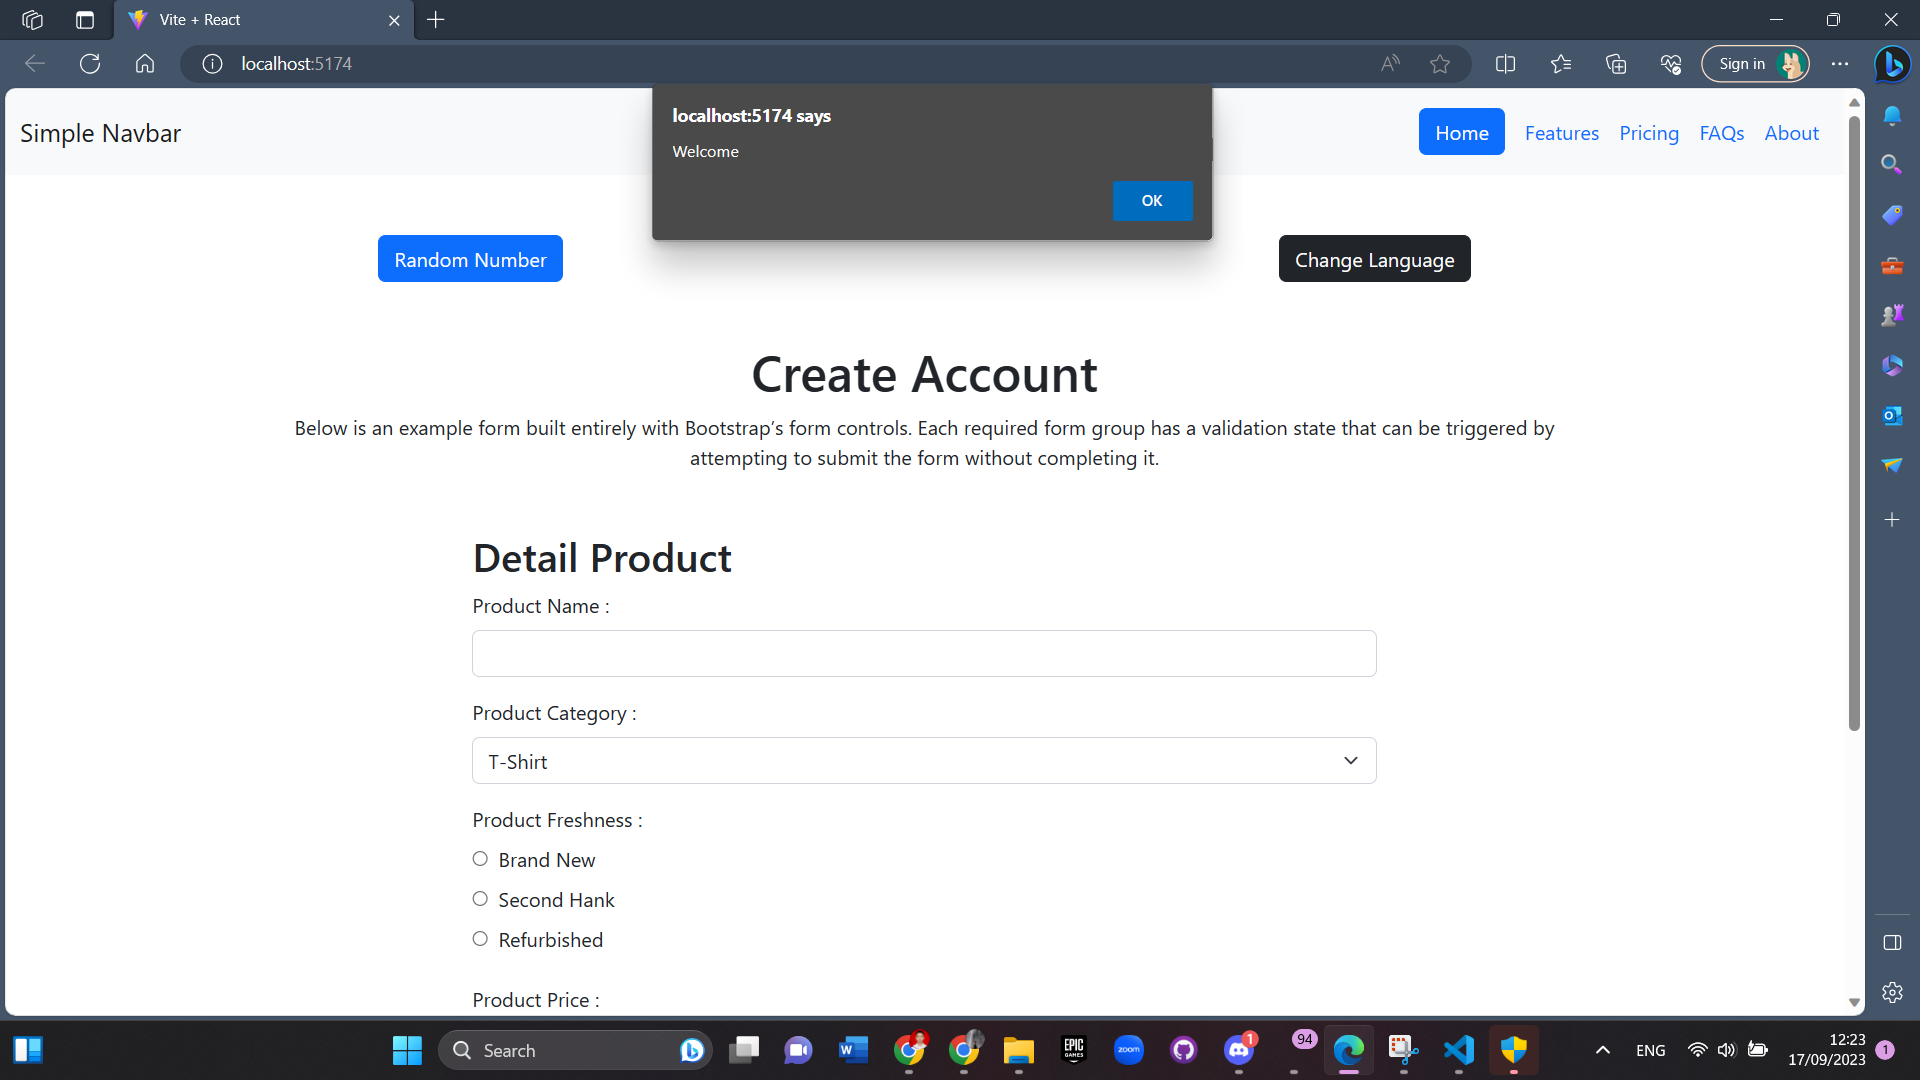 Vite + React
localhost:5174
Sign in
localhost:5174 says
Welcome
OK
Simple Navbar
Home
Features
Pricing
FAQs
About
Random Number
Change Language
Create Account
Below is an example form built entirely with Bootstrap’s form controls. Each required form group has a validation state that can be triggered by
attempting to submit the form without completing it.
Detail Product
Product Name :
Product Category :
T-Shirt
Product Freshness :
Brand New
Second Hank
Refurbished
Product Price :
Search
EPIC
GAMES
zoom
1
94
ENG
12:23
17/09/2023
1